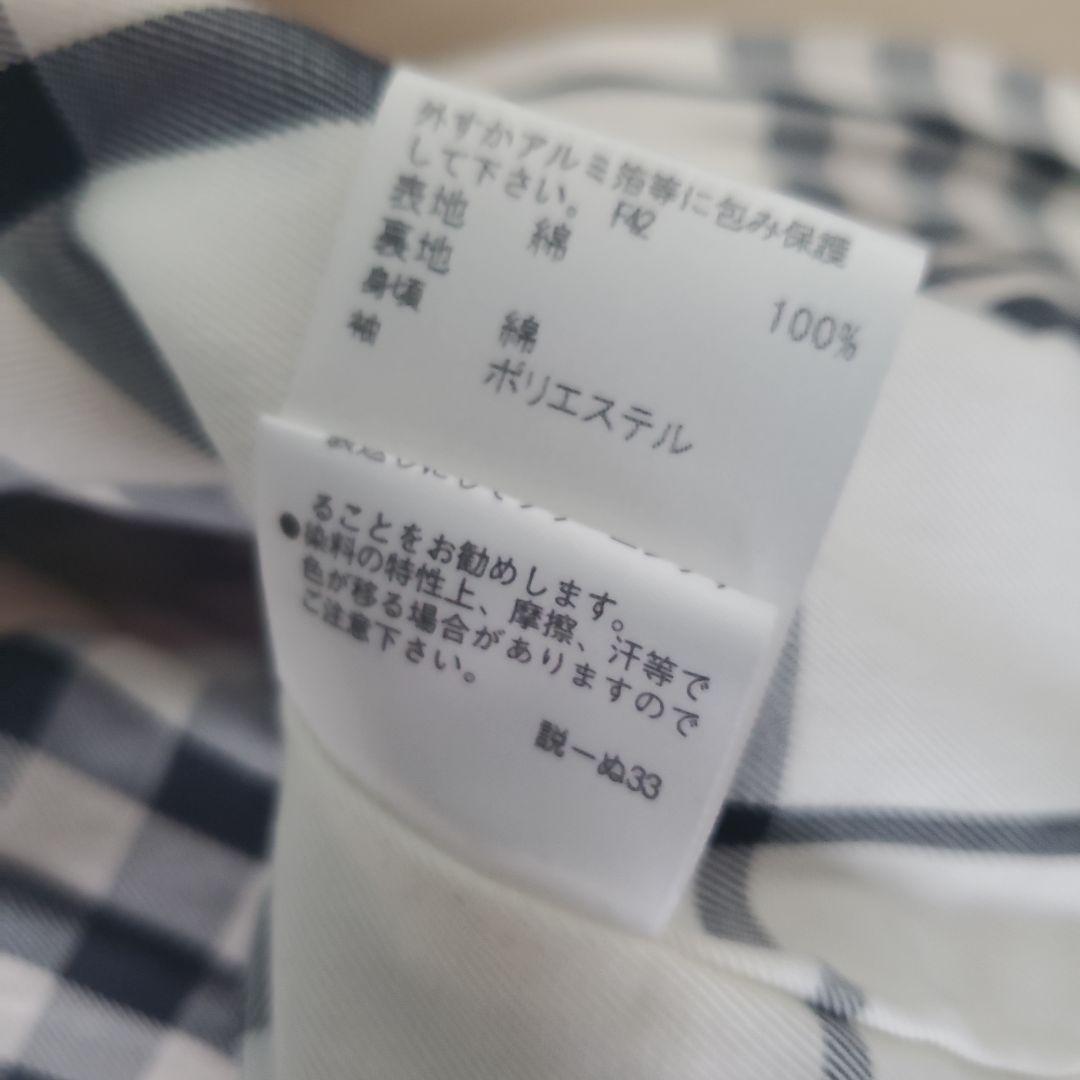 外すかアルミ箔等に包み保護
して下さい。 F42
表地 綿 100%
裏地
身頃 綿
袖 ポリエステル
ることをお勧めします。
●染料の特性上、摩擦、汗等で
色が移る場合がありますので
ご注意下さい。
説ーぬ33